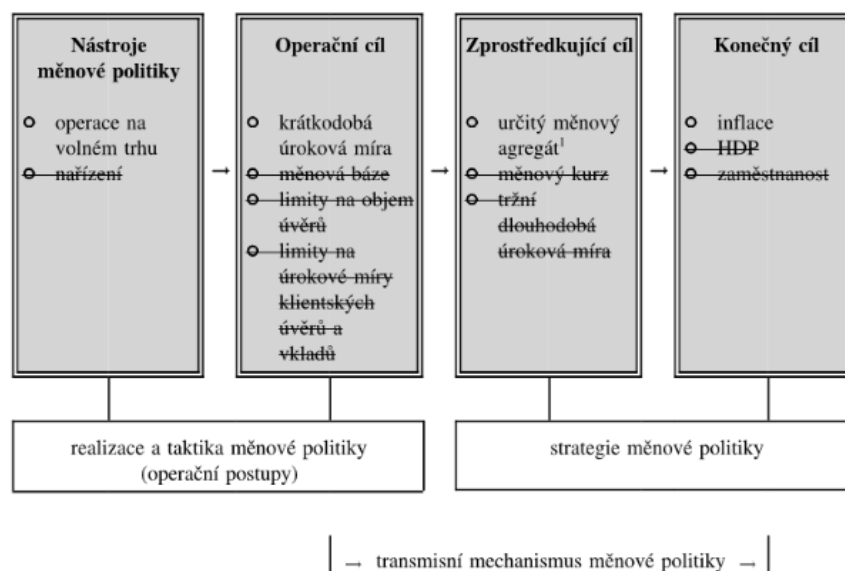 Nástroje
měnové politiky
operace na
volném trhu
nařízení
Operační cíl
krátkodobá
úroková míra
měnová báze
limity na objem
úvěrů
limity na
úrokové míry
klientských
úvěrů a
vkladů
Zprostředkující cíl
určitý měnový
agregát¹
měnový kurz
tržní
dlouhodobá
úroková míra
Konečný cíl
inflace
HDP
zaměstnanost
→
→
→
realizace a taktika měnové politiky
(operační postupy)
strategie měnové politiky
→ transmisní mechanismus měnové politiky →